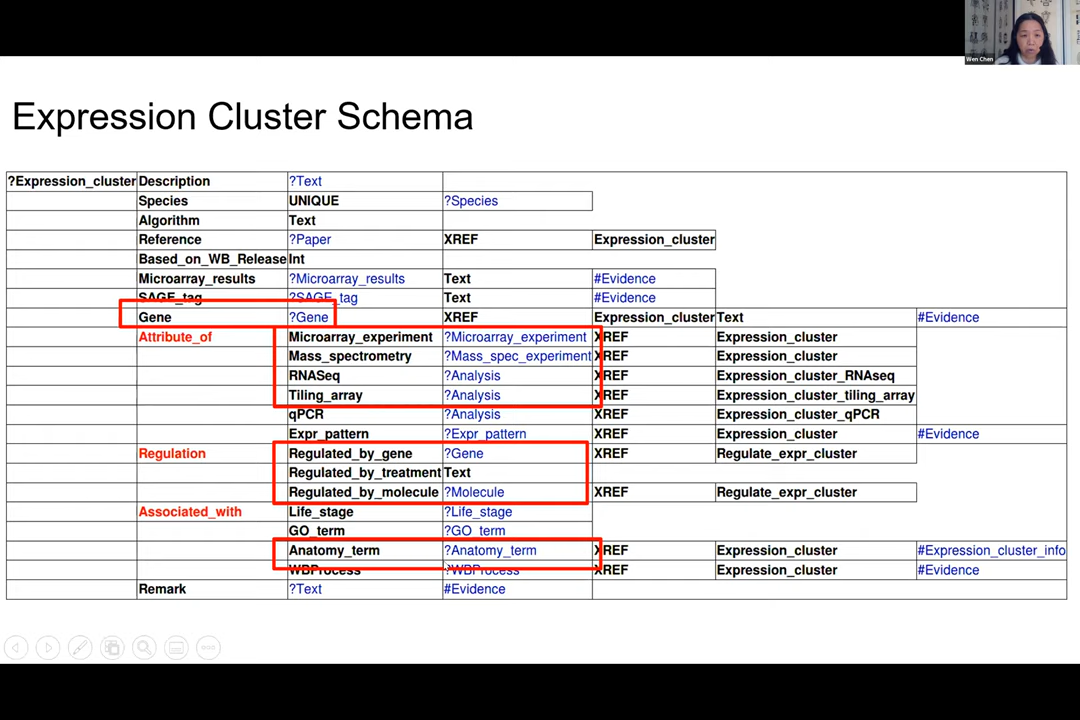 Wen Chen
Expression Cluster Schema
?Expression_cluster Description ?Text
Species UNIQUE ?Species
Algorithm Text
Reference ?Paper XREF Expression_cluster
Based_on_WB_Release Int
Microarray_results ?Microarray_results Text #Evidence
SAGE_tag ?SAGE_tag Text #Evidence
Gene ?Gene XREF Expression_cluster Text #Evidence
Attribute_of Microarray_experiment ?Microarray_experiment XREF Expression_cluster
Mass_spectrometry ?Mass_spec_experiment XREF Expression_cluster
RNASeq ?Analysis XREF Expression_cluster_RNAseq
Tiling_array ?Analysis XREF Expression_cluster_tiling_array
qPCR ?Analysis XREF Expression_cluster_qPCR
Expr_pattern ?Expr_pattern XREF Expression_cluster #Evidence
Regulation Regulated_by_gene ?Gene XREF Regulate_expr_cluster
Regulated_by_treatment Text
Regulated_by_molecule ?Molecule XREF Regulate_expr_cluster
Associated_with Life_stage ?Life_stage
GO_term ?GO_term
Anatomy_term ?Anatomy_term XREF Expression_cluster #Expression_cluster_info
WBProcess ?WBProcess XREF Expression_cluster #Evidence
Remark ?Text #Evidence